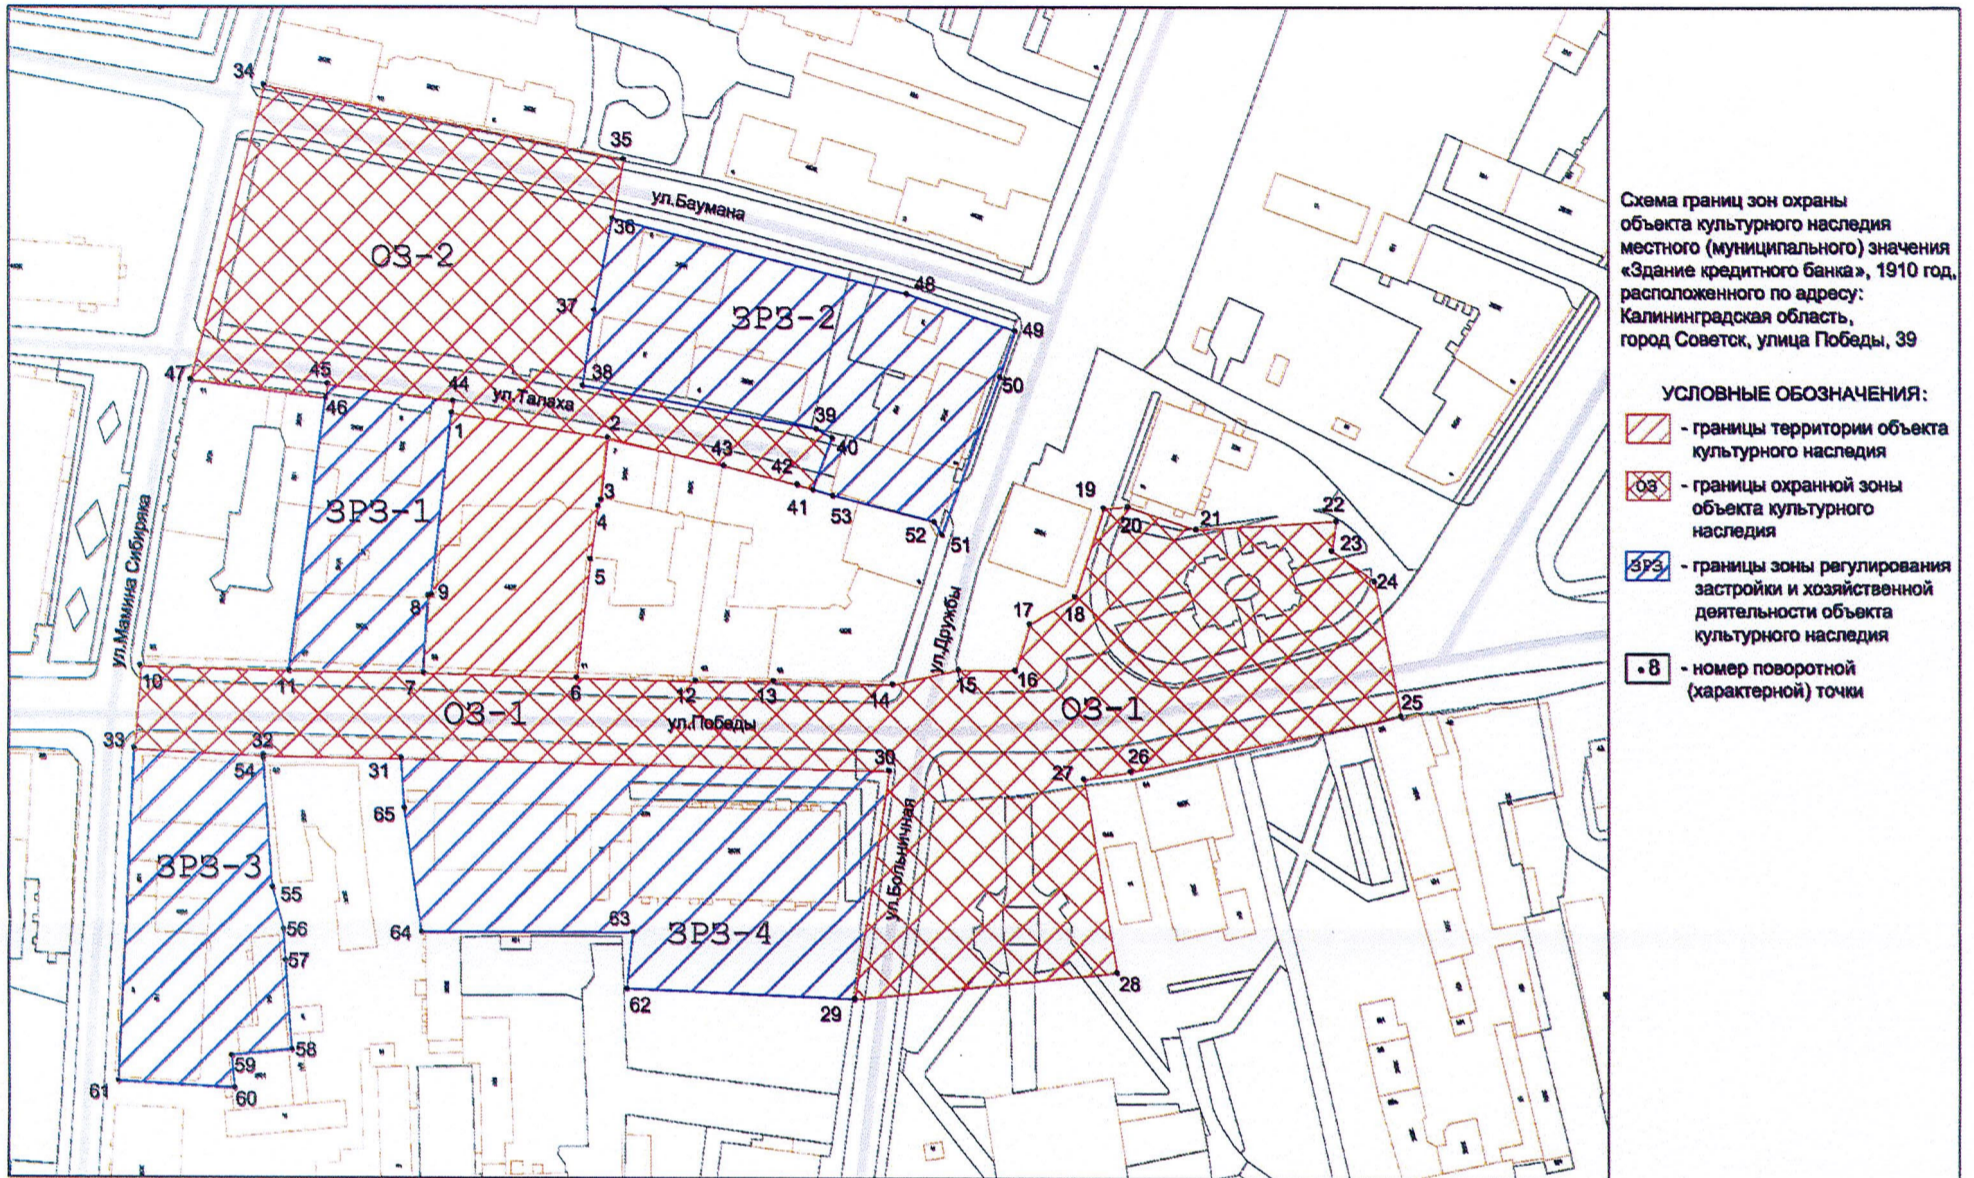 34
35
ул.Баумана
36
ОЗ-2
48
37
ЗРЗ-2
49
47
45
44
38
50
46
ул.Талаха
1
2
39
40
43
42
3
41
53
ЗРЗ-1
4
52
51
19
20
21
22
23
5
24
ул.Мамина Сибиряка
8
9
17
18
ул.Дружбы
10
11
7
6
12
13
14
15
16
ОЗ-1
ул.Победы
ОЗ-1
25
33
32
54
31
30
27
26
65
ул.Больничная
ЗРЗ-3
55
56
64
63
ЗРЗ-4
57
62
29
28
58
59
61
60
Схема границ зон охраны
объекта культурного наследия
местного (муниципального) значения
«Здание кредитного банка», 1910 год,
расположенного по адресу:
Калининградская область,
город Советск, улица Победы, 39
УСЛОВНЫЕ ОБОЗНАЧЕНИЯ:
- границы территории объекта
культурного наследия
ОЗ - границы охранной зоны
объекта культурного
наследия
ЗРЗ - границы зоны регулирования
застройки и хозяйственной
деятельности объекта
культурного наследия
•8 - номер поворотной
(характерной) точки